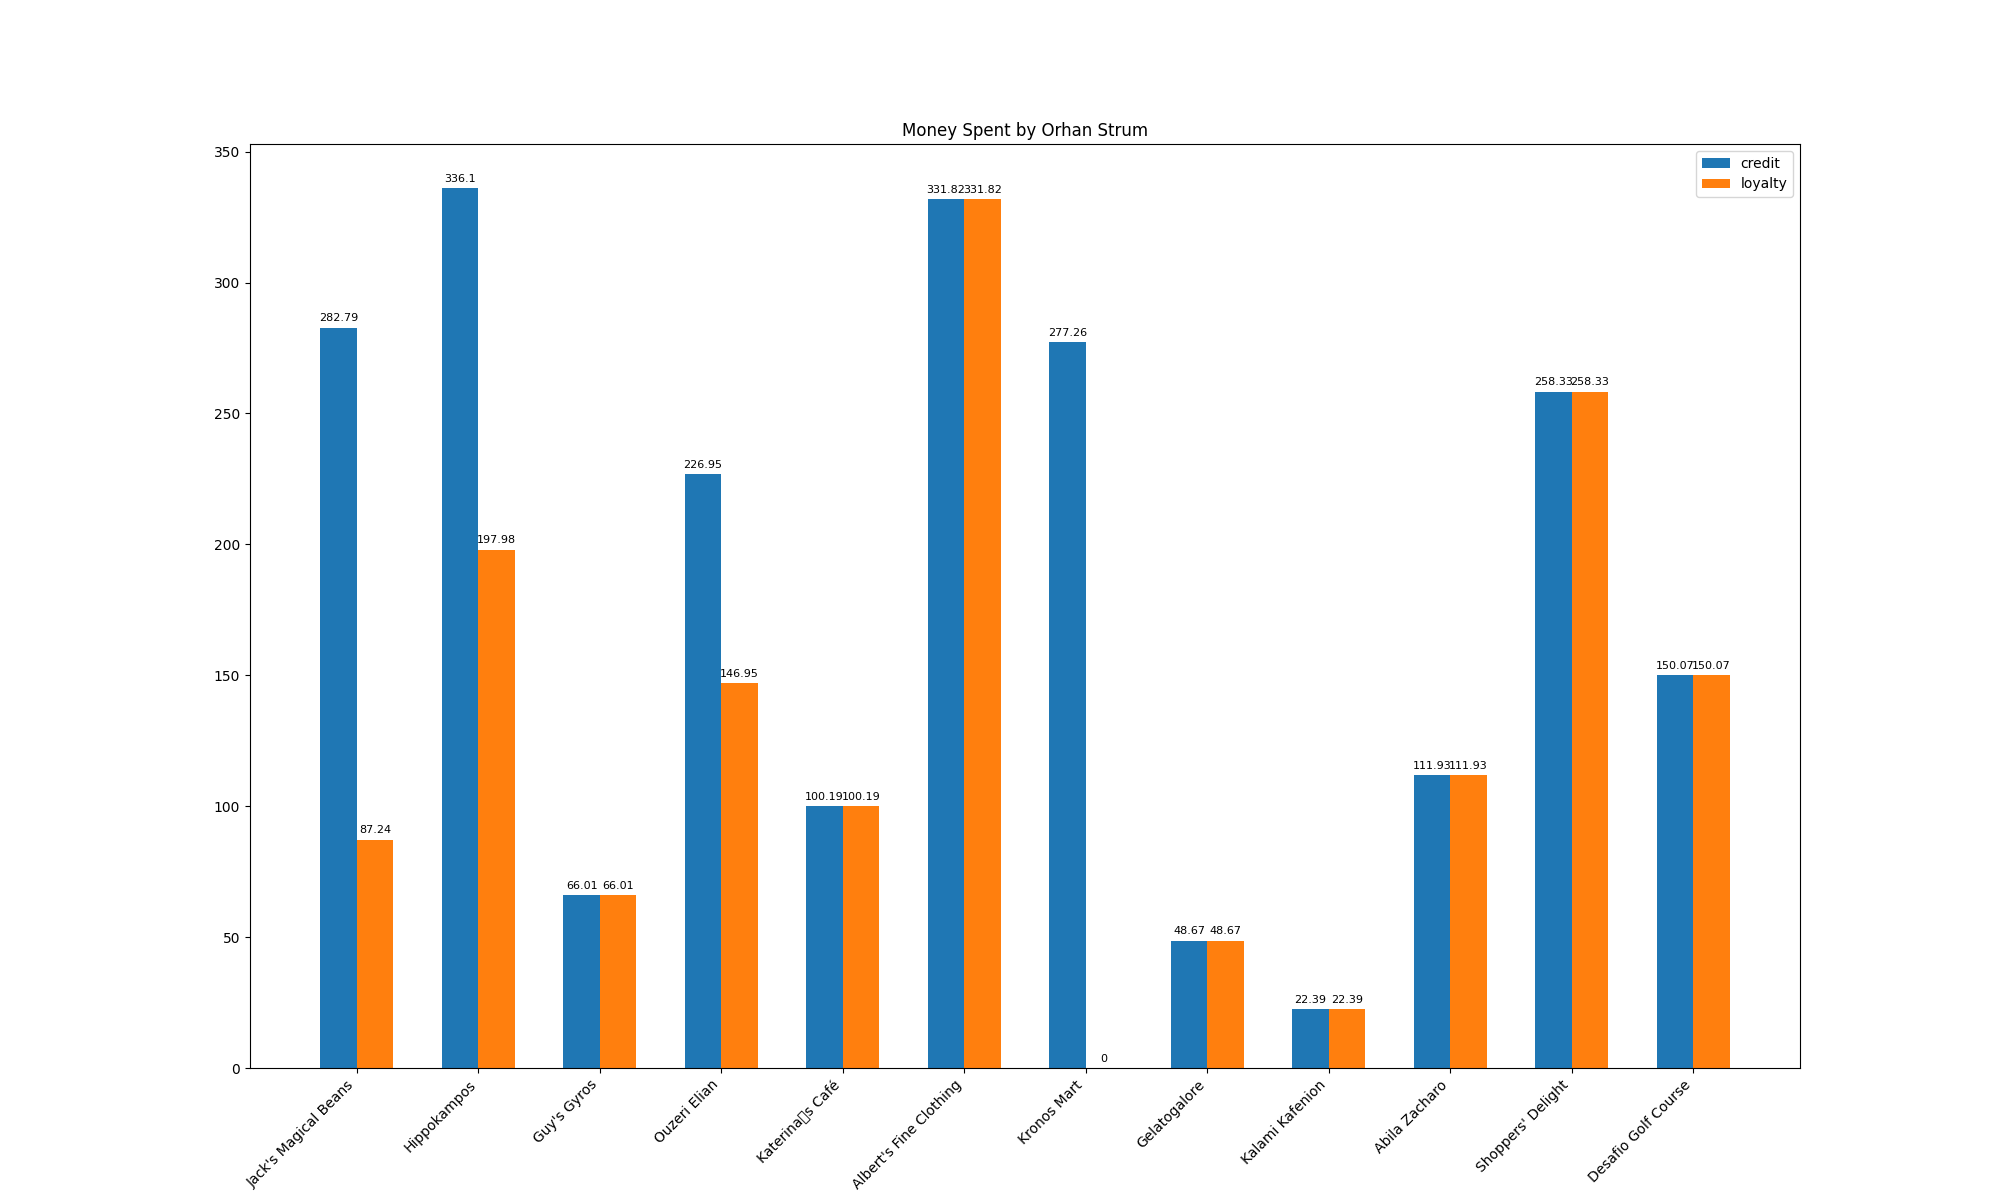 Money Spent by Orhan Strum
credit
loyalty
350
300
250
200
150
100
50
0
282.79
87.24
336.1
197.98
66.01
66.01
226.95
146.95
100.19
100.19
331.82
331.82
277.26
0
48.67
48.67
22.39
22.39
111.93
111.93
258.33
258.33
150.07
150.07
Jack's Magical Beans
Hippokampos
Guy's Gyros
Ouzeri Elian
Katerina▯s Café
Albert's Fine Clothing
Kronos Mart
Gelatogalore
Kalami Kafenion
Abila Zacharo
Shoppers' Delight
Desafio Golf Course